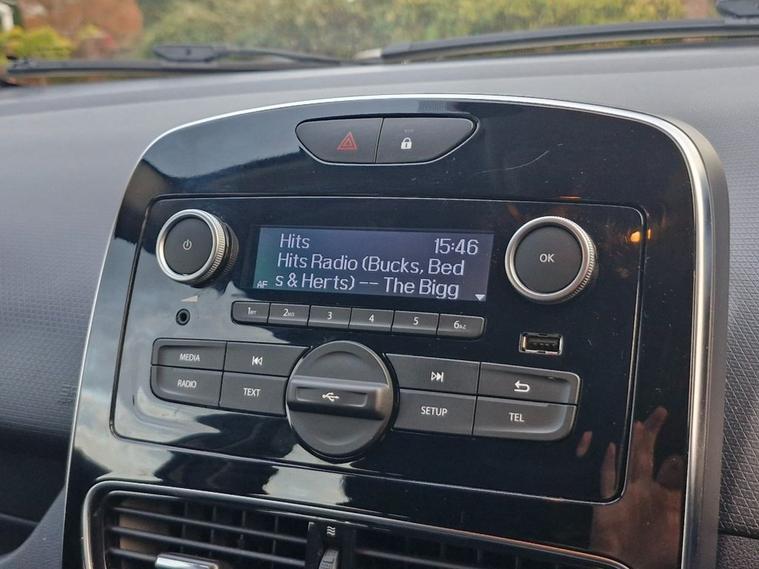 Hits 15:46
Hits Radio (Bucks, Bed
AF s & Herts) -- The Bigg
1 2 3 4 5 6
MEDIA
RADIO TEXT
SETUP TEL
OK